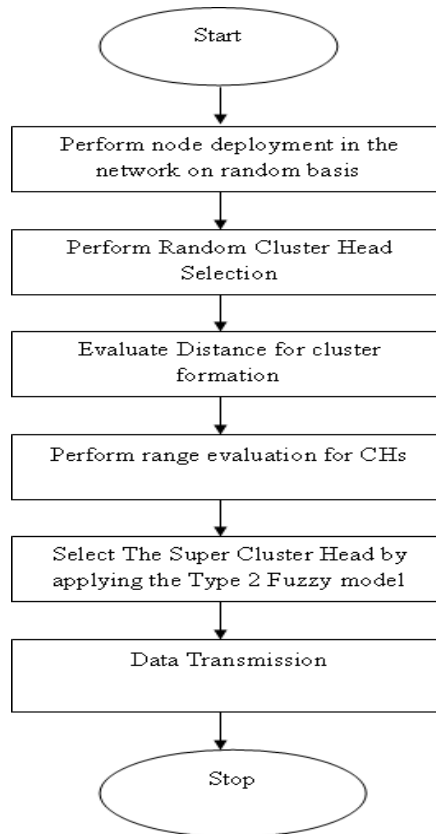 Start
Perform node deployment in the
network on random basis
Perform Random Cluster Head
Selection
Evaluate Distance for cluster
formation
Perform range evaluation for CHs
Select The Super Cluster Head by
applying the Type 2 Fuzzy model
Data Transmission
Stop